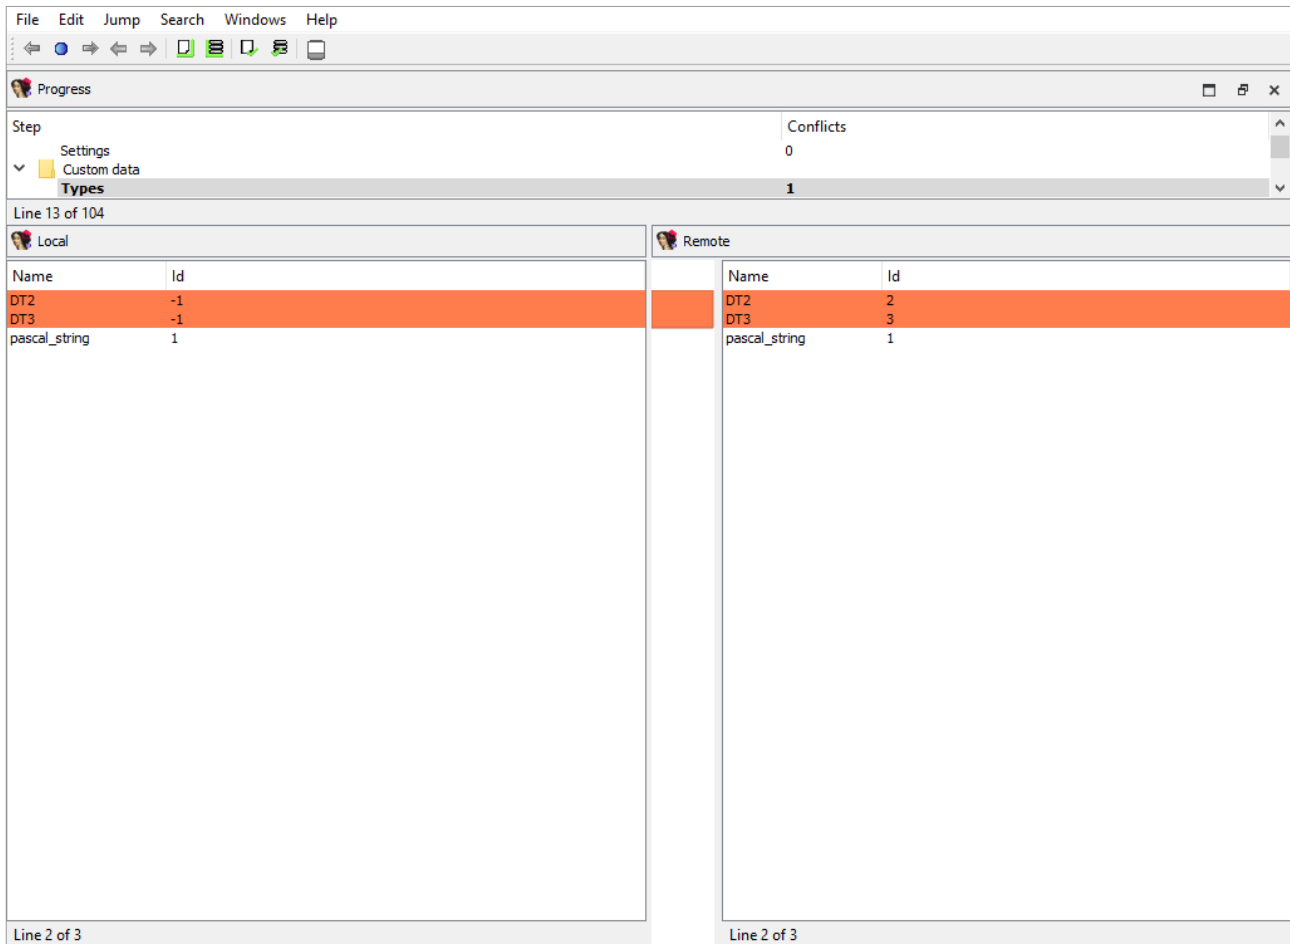 File Edit Jump Search Windows Help
Progress
Step Conflicts
Settings 0
Custom data
Types 1
Line 13 of 104
Local Remote
Name Id Name Id
DT2 -1 DT2 2
DT3 -1 DT3 3
pascal_string 1 pascal_string 1
Line 2 of 3 Line 2 of 3